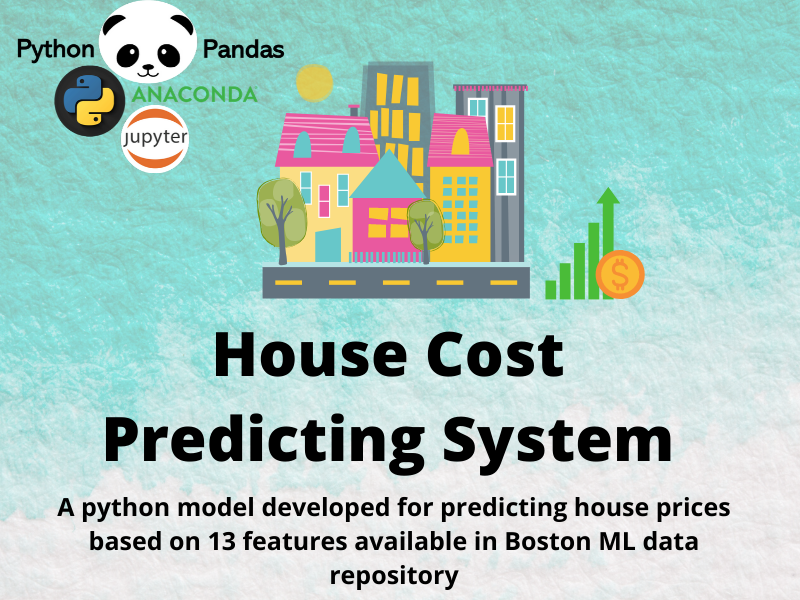 Python Pandas
ANACONDA
jupyter
House Cost
Predicting System
A python model developed for predicting house prices
based on 13 features available in Boston ML data
repository